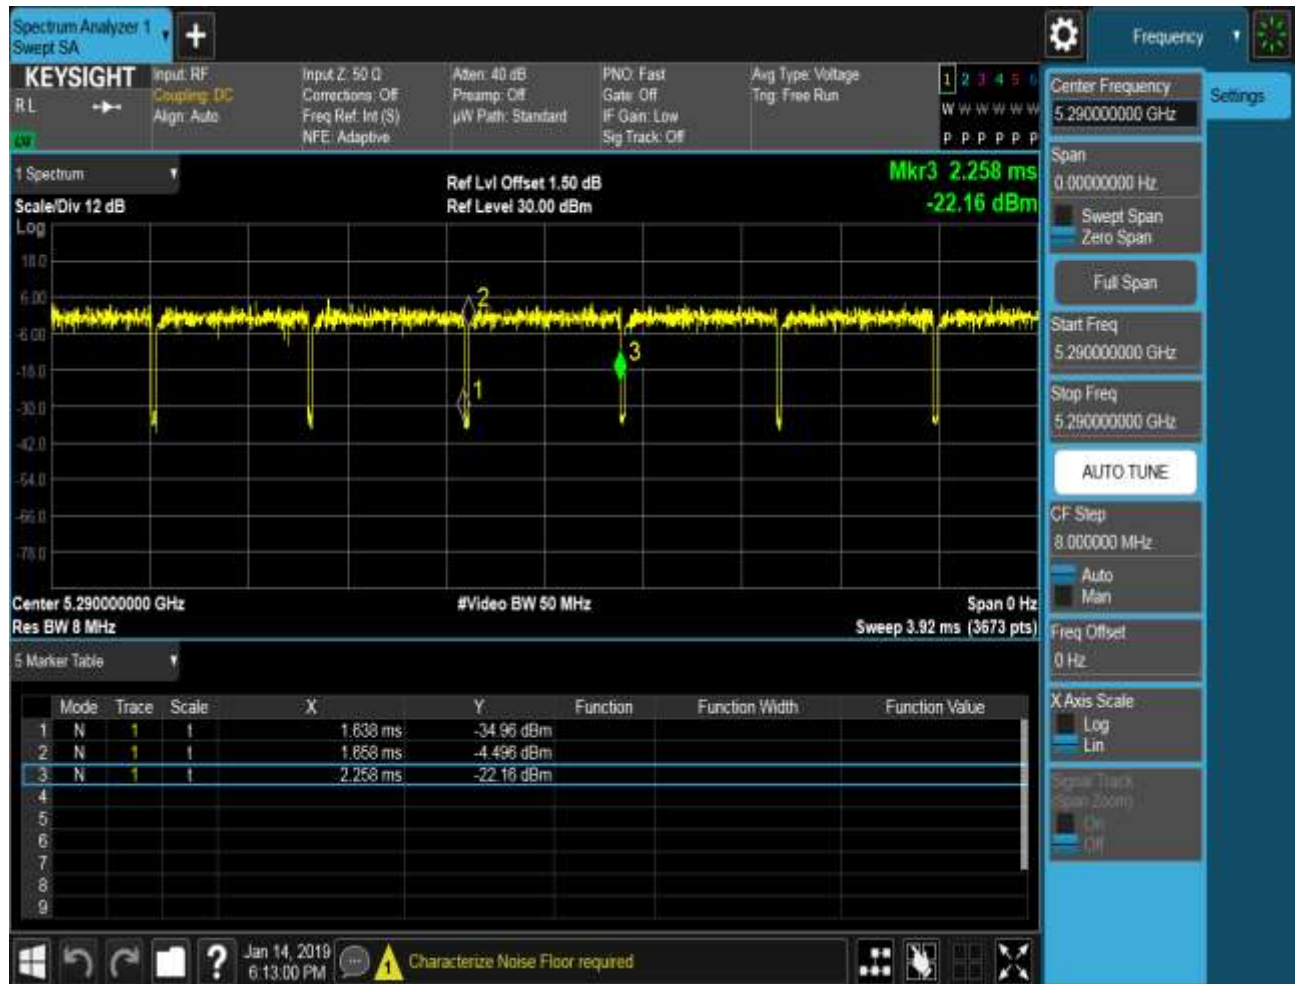 Spectrum Analyzer 1
Swept SA
+
Frequency
KEYSIGHT
RL
Input: RF
Coupling: DC
Align: Auto
Input Z: 50 Ω
Corrections: Off
Freq Ref: Int (S)
NFE: Adaptive
Atten: 40 dB
Preamp: Off
µW Path: Standard
PNO: Fast
Gate: Off
IF Gain: Low
Sig Track: Off
Avg Type: Voltage
Trig: Free Run
1 2 3 4 5 6
W W W W W W
P P P P P P
1 Spectrum
Scale/Div 12 dB
Ref Lvl Offset 1.50 dB
Ref Level 30.00 dBm
Mkr3 2.258 ms
-22.16 dBm
Log
18.0
6.00
-6.00
-18.0
-30.0
-42.0
-54.0
-66.0
-78.0
2
3
1
Center 5.290000000 GHz
#Video BW 50 MHz
Span 0 Hz
Res BW 8 MHz
Sweep 3.92 ms (3673 pts)
5 Marker Table
Mode Trace Scale X Y Function Function Width Function Value
1 N 1 t 1.638 ms -34.96 dBm
2 N 1 t 1.658 ms -4.496 dBm
3 N 1 t 2.258 ms -22.16 dBm
4
5
6
7
8
9
Jan 14, 2019
6:13:00 PM
Characterize Noise Floor required
Settings
Center Frequency
5.290000000 GHz
Span
0.00000000 Hz
Swept Span
Zero Span
Full Span
Start Freq
5.290000000 GHz
Stop Freq
5.290000000 GHz
AUTO TUNE
CF Step
8.000000 MHz
Auto
Man
Freq Offset
0 Hz
X Axis Scale
Log
Lin
Signal Track
(Span Zoom)
On
Off